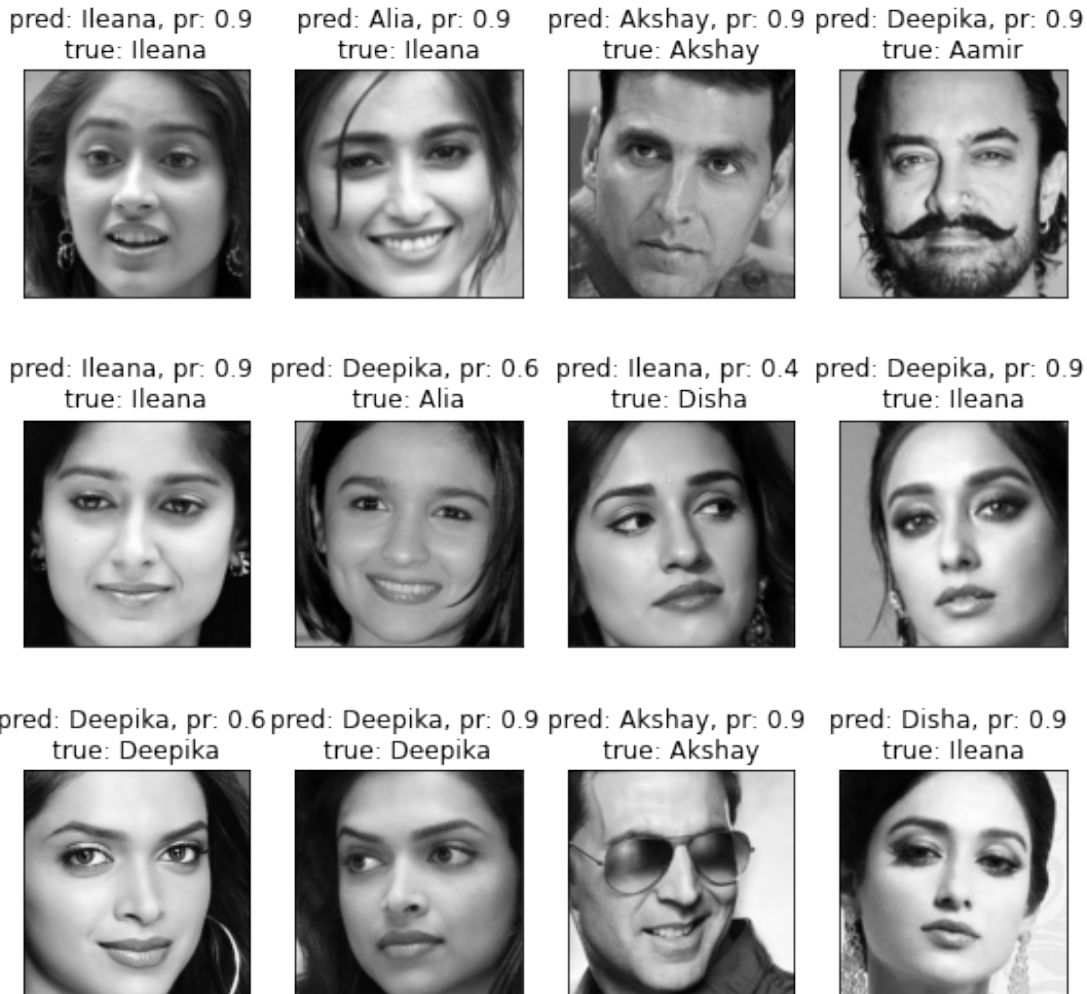 pred: Ileana, pr: 0.9
true: Ileana
pred: Alia, pr: 0.9
true: Ileana
pred: Akshay, pr: 0.9
true: Akshay
pred: Deepika, pr: 0.9
true: Aamir
pred: Ileana, pr: 0.9
true: Ileana
pred: Deepika, pr: 0.6
true: Alia
pred: Ileana, pr: 0.4
true: Disha
pred: Deepika, pr: 0.9
true: Ileana
pred: Deepika, pr: 0.6
true: Deepika
pred: Deepika, pr: 0.9
true: Deepika
pred: Akshay, pr: 0.9
true: Akshay
pred: Disha, pr: 0.9
true: Ileana